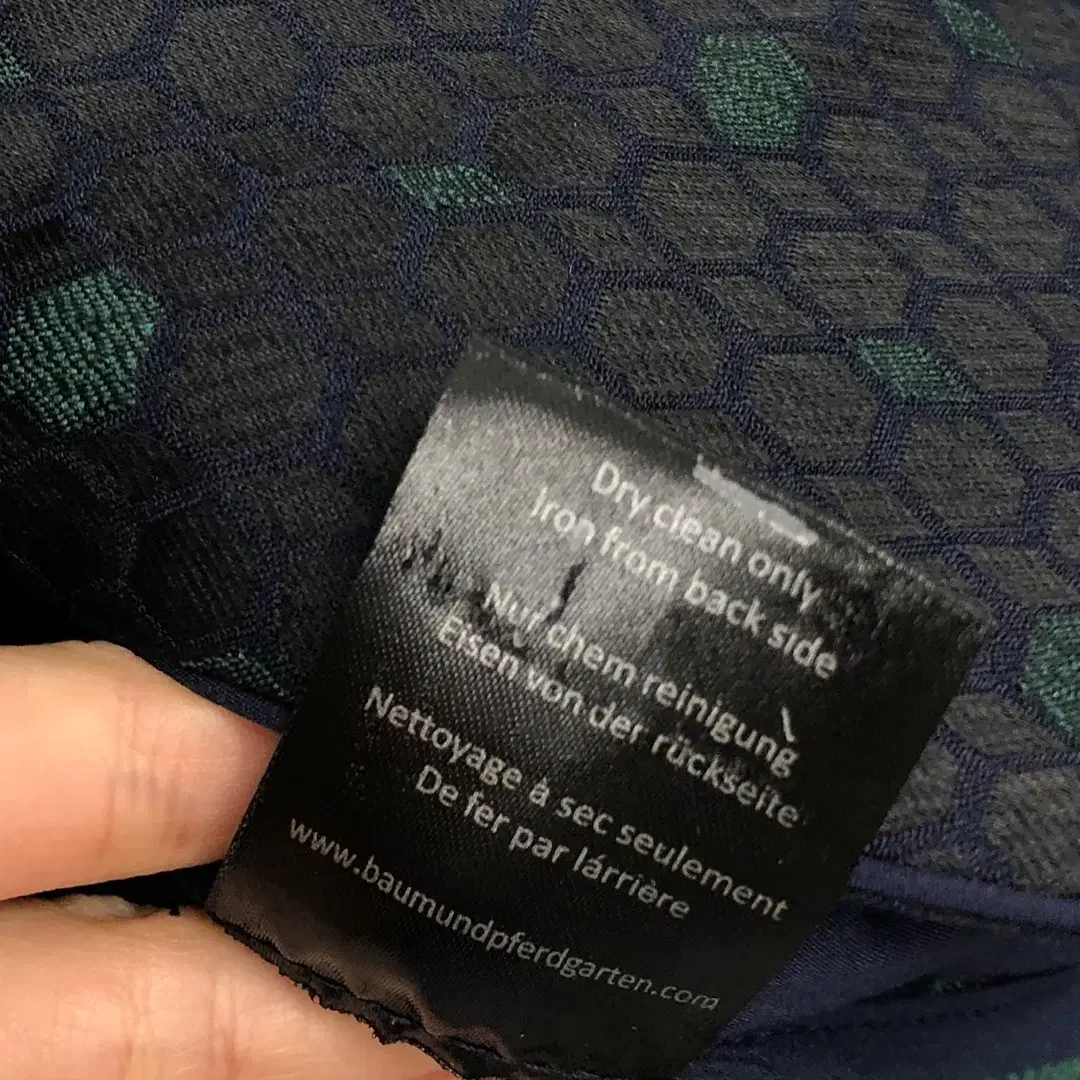 Dry clean only
Iron from back side
Nur chem reinigung
Eisen von der rückseite
Nettoyage à sec seulement
De fer par lárrière
www.baumundpferdgarten.com